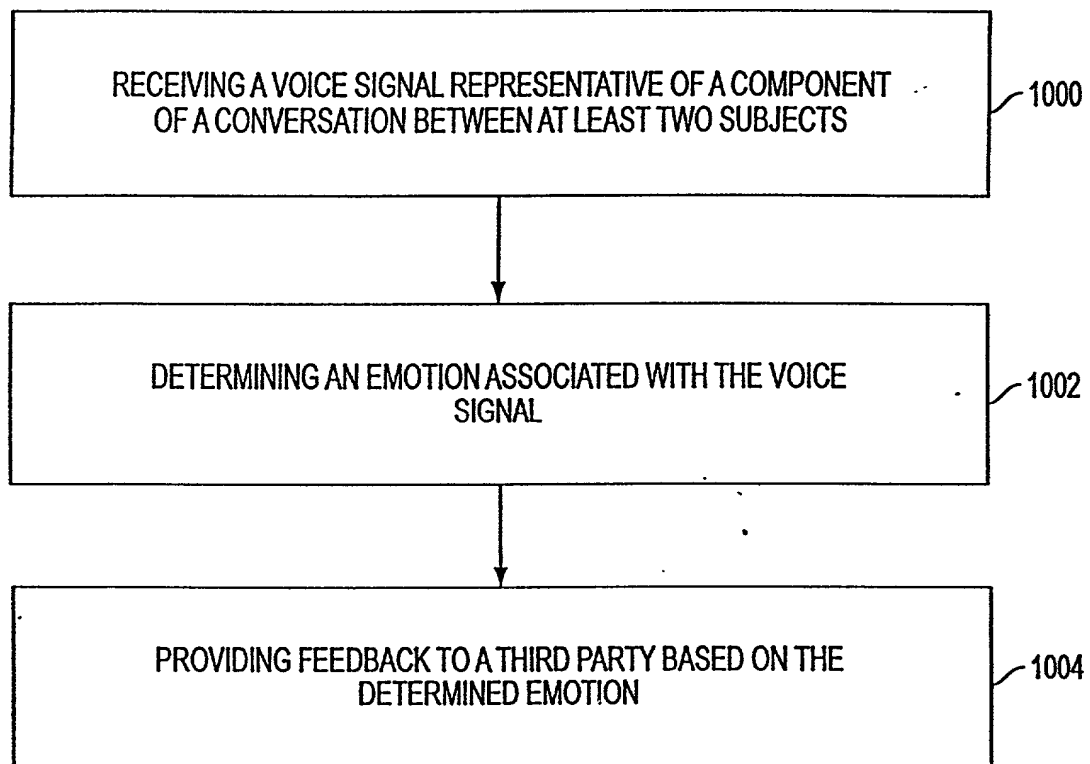 RECEIVING A VOICE SIGNAL REPRESENTATIVE OF A COMPONENT
OF A CONVERSATION BETWEEN AT LEAST TWO SUBJECTS
1000
DETERMINING AN EMOTION ASSOCIATED WITH THE VOICE
SIGNAL
1002
PROVIDING FEEDBACK TO A THIRD PARTY BASED ON THE
DETERMINED EMOTION
1004